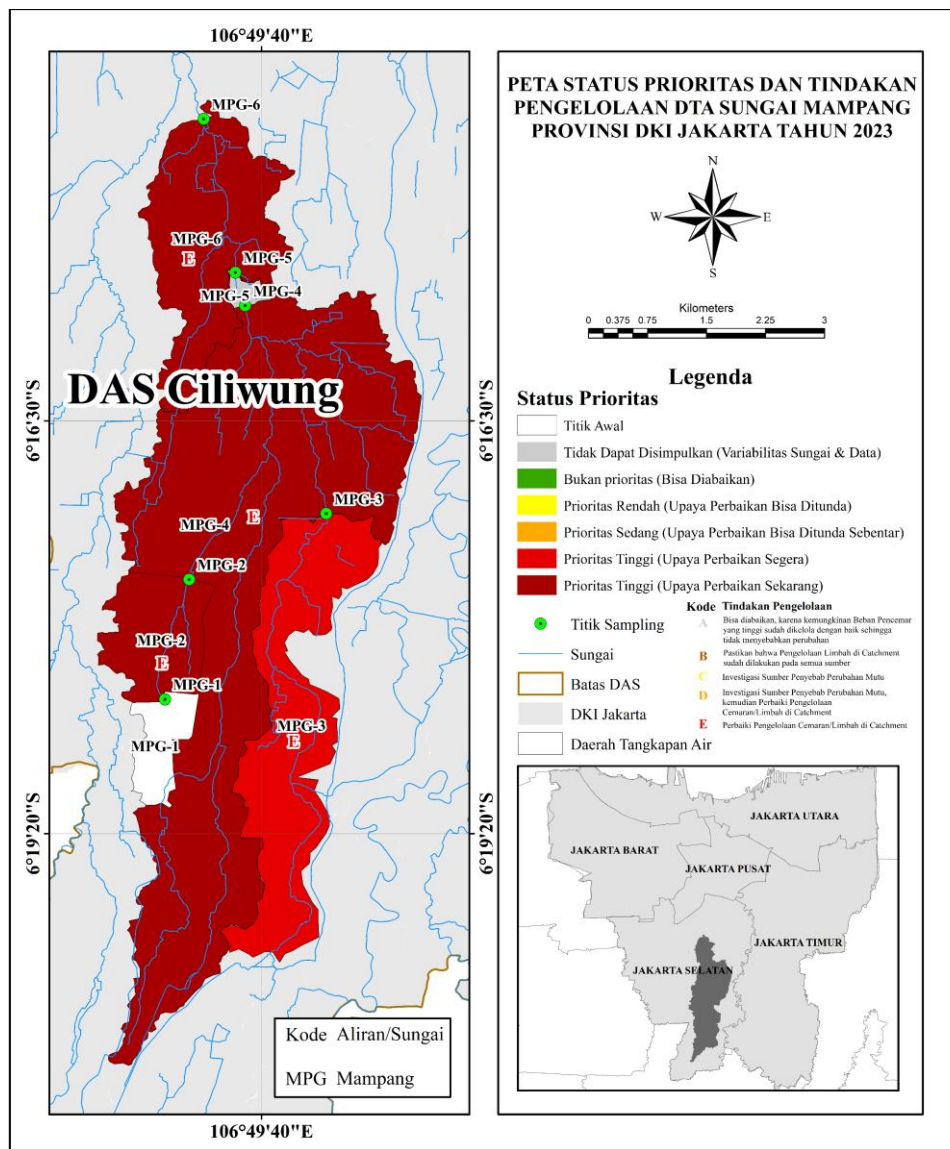 106°49'40"E
MPG-6
MPG-6
E
MPG-5
MPG-5
MPG-4
DAS Ciliwung
6°16'30"S
MPG-3
MPG-4
E
MPG-2
MPG-2
E
MPG-1
MPG-1
MPG-3
E
6°19'20"S
Kode Aliran/Sungai
MPG Mampang
106°49'40"E
PETA STATUS PRIORITAS DAN TINDAKAN
PENGELOLAAN DTA SUNGAI MAMPANG
PROVINSI DKI JAKARTA TAHUN 2023
N
W
E
S
Kilometers
0 0.375 0.75 1.5 2.25 3
Legenda
Status Prioritas
Titik Awal
Tidak Dapat Disimpulkan (Variabilitas Sungai & Data)
Bukan prioritas (Bisa Diabaikan)
Prioritas Rendah (Upaya Perbaikan Bisa Ditunda)
Prioritas Sedang (Upaya Perbaikan Bisa Ditunda Sebentar)
Prioritas Tinggi (Upaya Perbaikan Segera)
Prioritas Tinggi (Upaya Perbaikan Sekarang)
Titik Sampling
Sungai
Batas DAS
DKI Jakarta
Daerah Tangkapan Air
Kode Tindakan Pengelolaan
A Bisa diabaikan, karena kemungkinan Beban Pencemar
yang tinggi sudah dikelola dengan baik sehingga
tidak menyebabkan perubahan
B Pastikan bahwa Pengelolaan Limbah di Catchment
sudah dilakukan pada semua sumber
C Investigasi Sumber Penyebab Perubahan Mutu
D Investigasi Sumber Penyebab Perubahan Mutu,
kemudian Perbaiki Pengelolaan
Cemaran/Limbah di Catchment
E Perbaiki Pengelolaan Cemaran/Limbah di Catchment
JAKARTA UTARA
JAKARTA BARAT
JAKARTA PUSAT
JAKARTA TIMUR
JAKARTA SELATAN